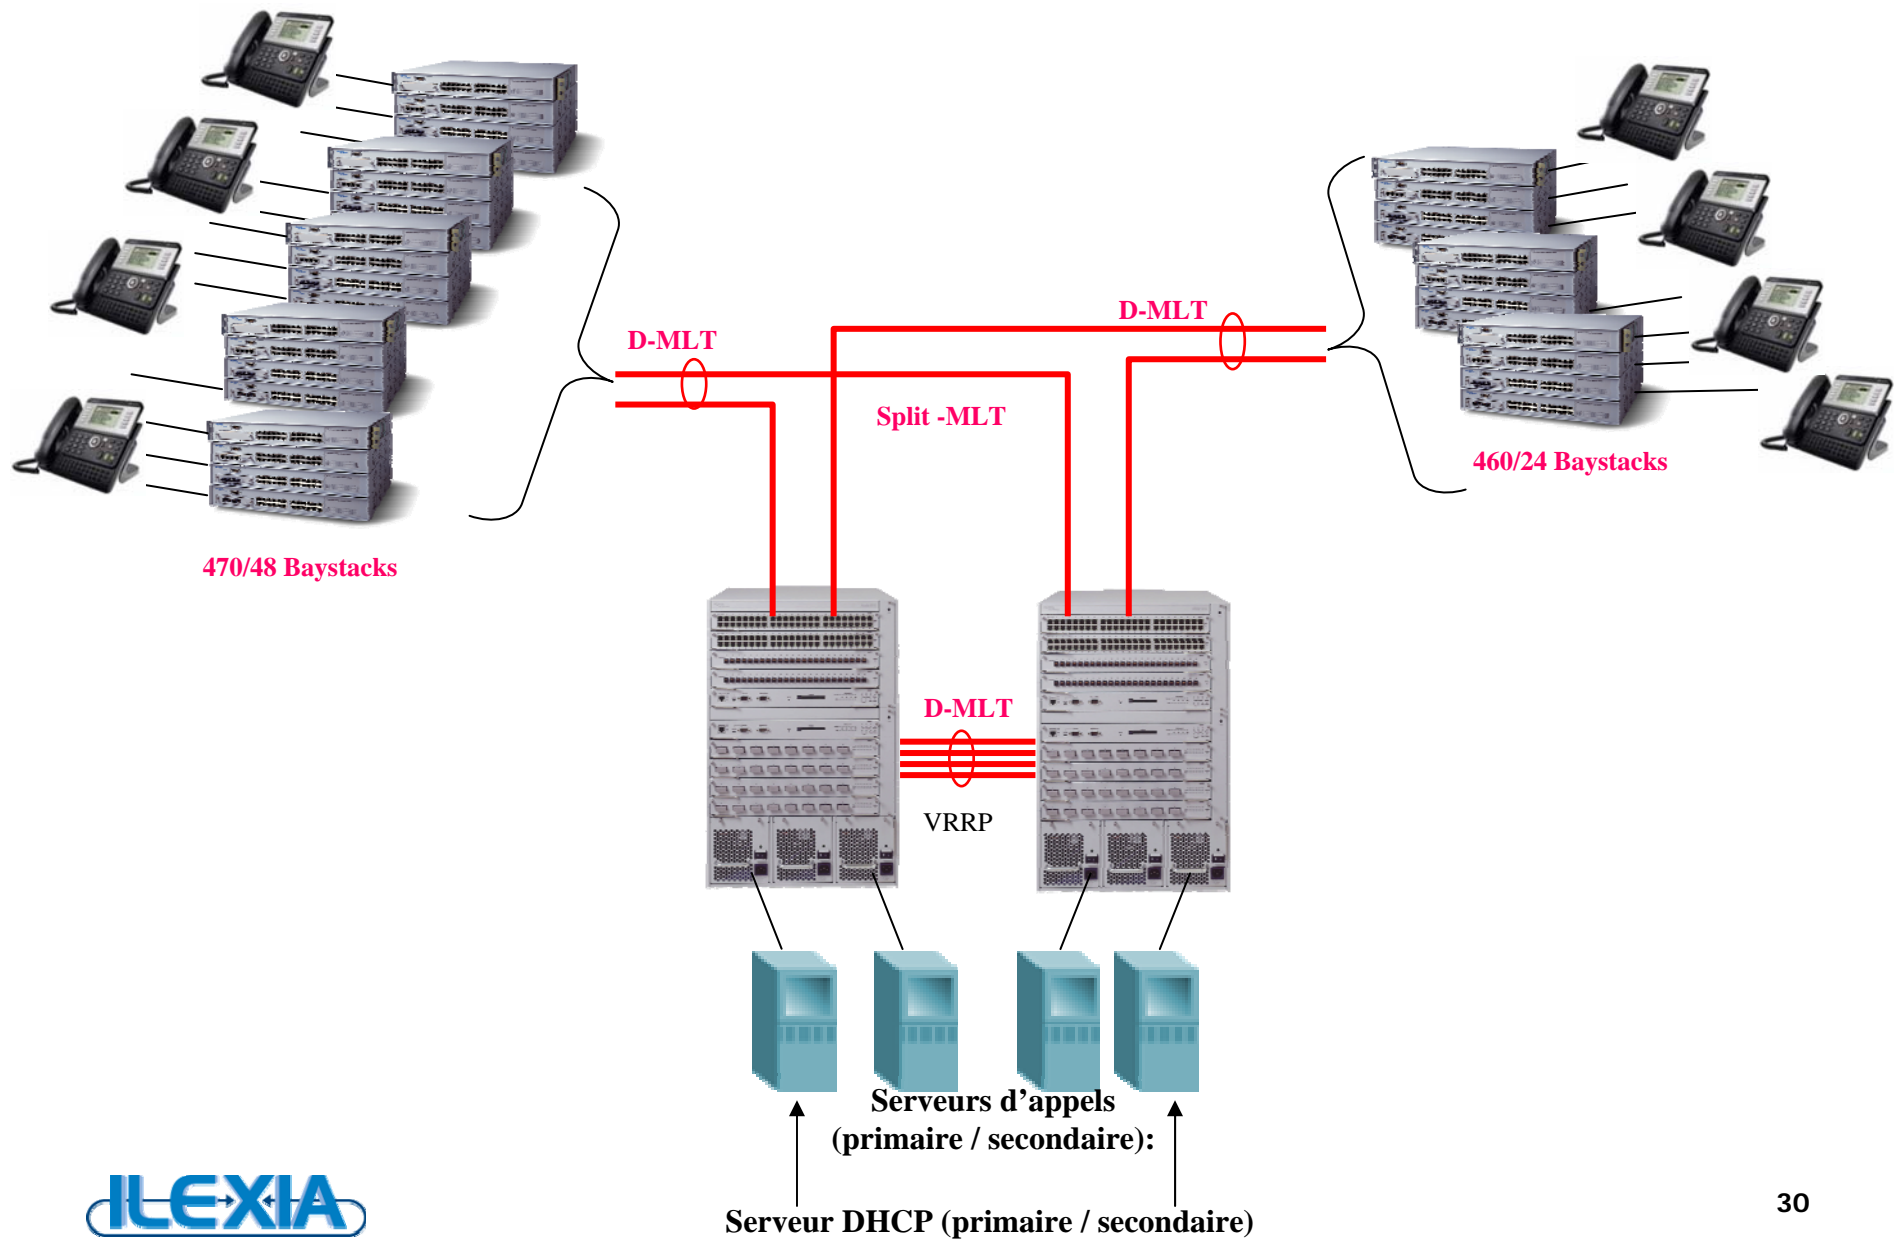 D-MLT
D-MLT
Split -MLT
460/24 Baystacks
470/48 Baystacks
D-MLT
VRRP
Serveurs d’appels
(primaire / secondaire):
Serveur DHCP (primaire / secondaire)
ILEXIA
30